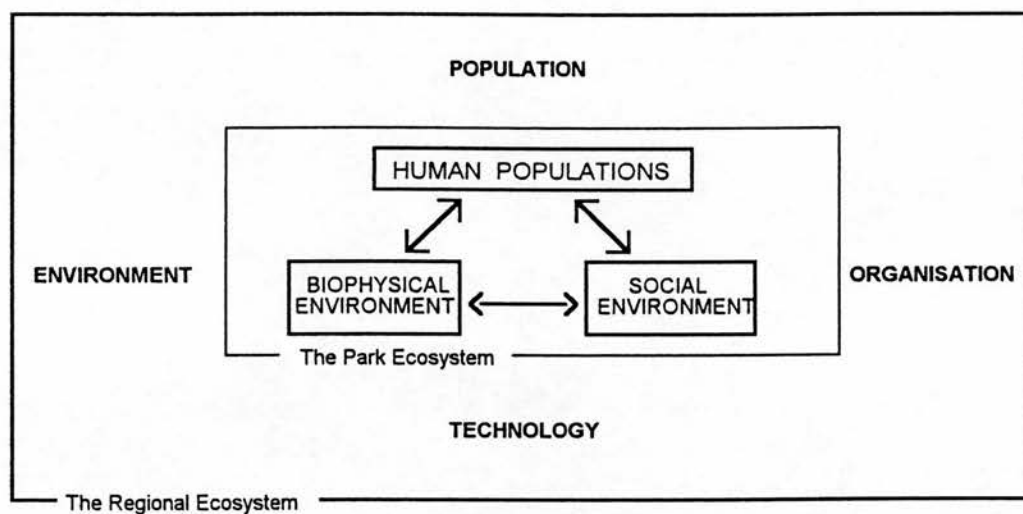 POPULATION
HUMAN POPULATIONS
ENVIRONMENT
BIOPHYSICAL
ENVIRONMENT
SOCIAL
ENVIRONMENT
ORGANISATION
The Park Ecosystem
TECHNOLOGY
The Regional Ecosystem